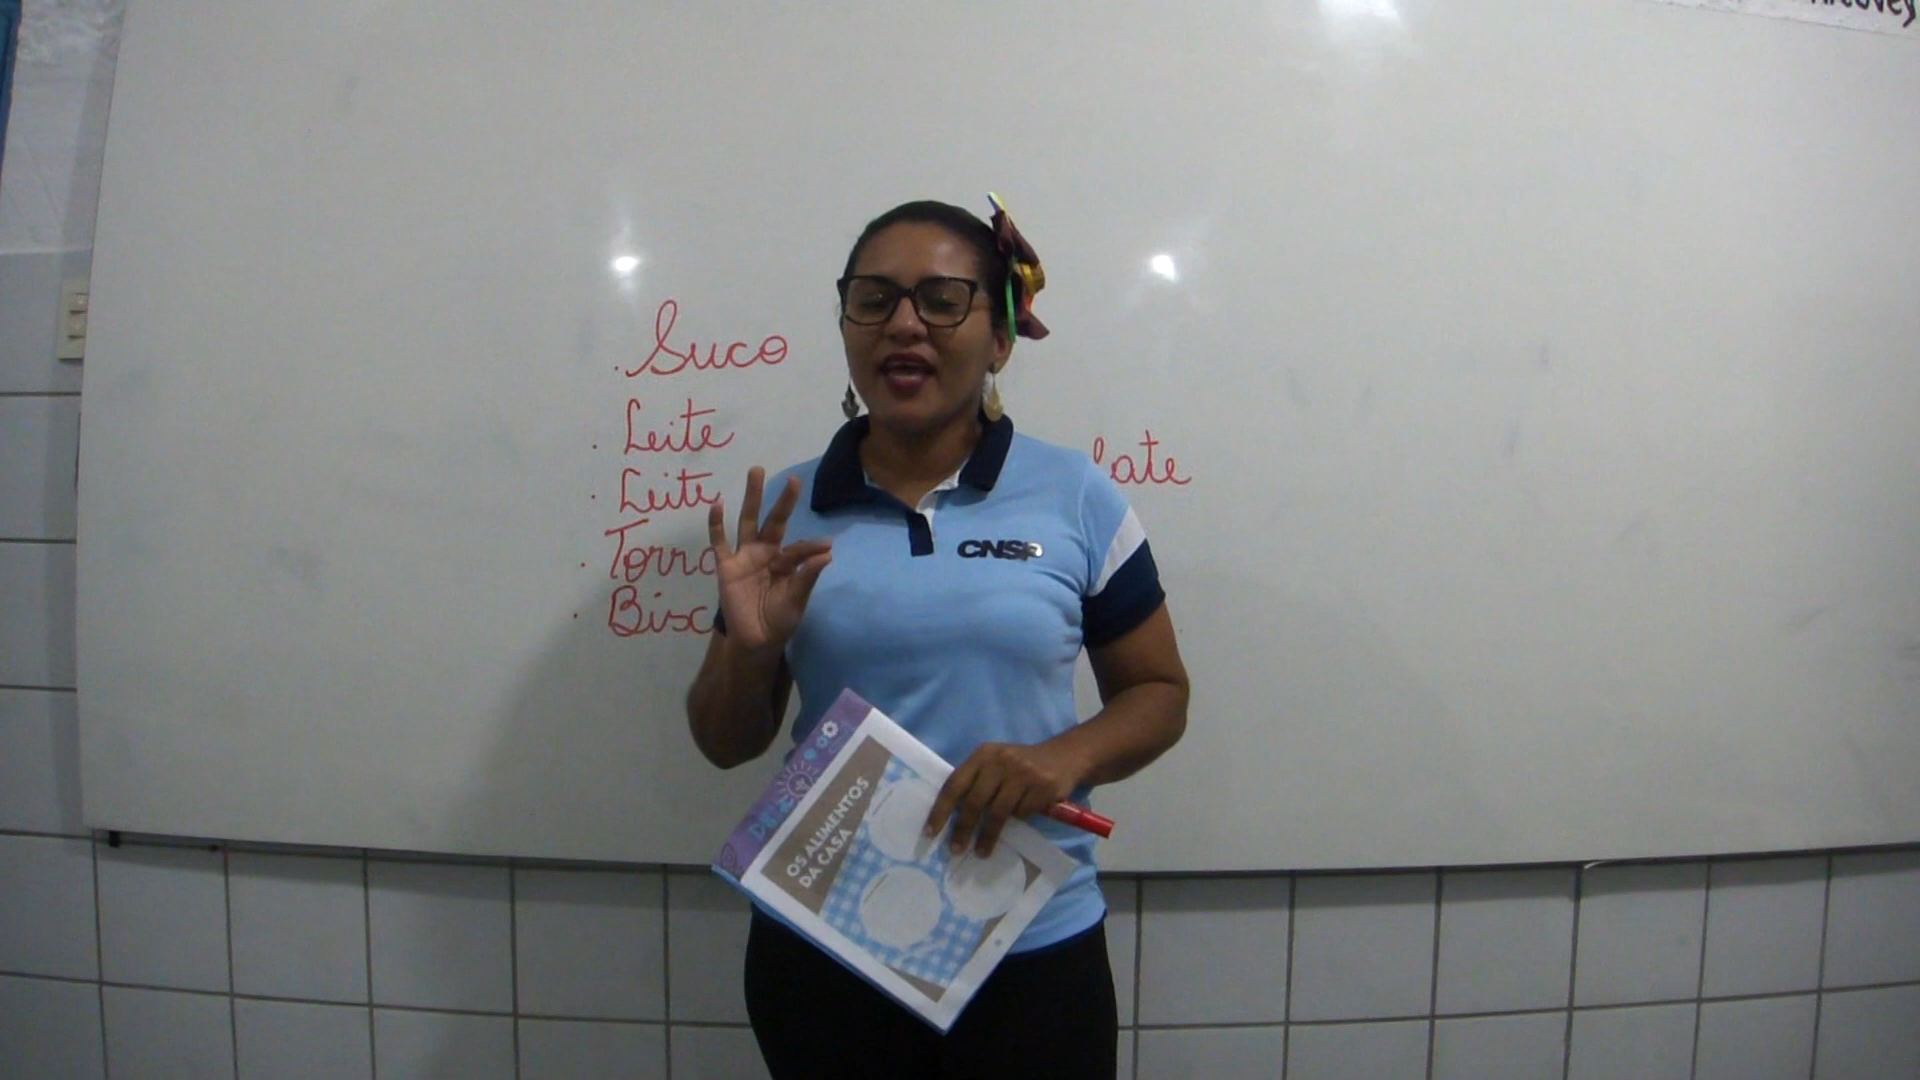 Suco
Leite
Leite late
Torra
Bisc
CNSP
OS ALIMENTOS
DA CASA